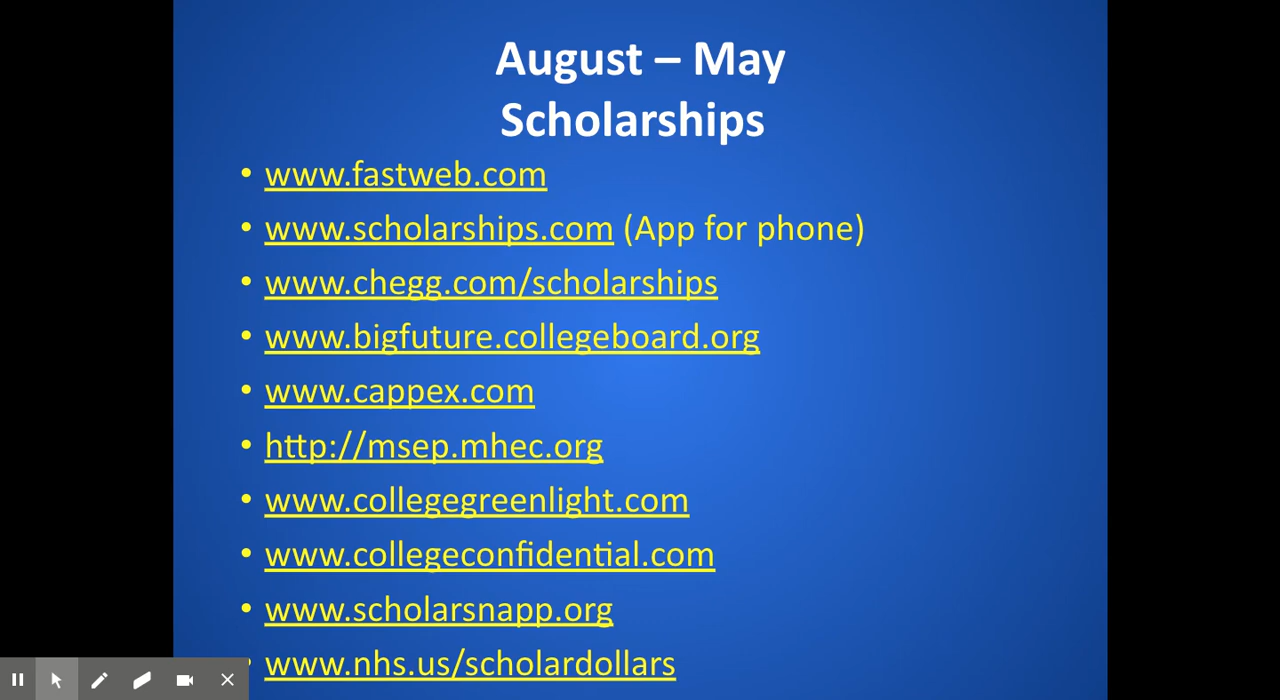 August – May
Scholarships
• www.fastweb.com
• www.scholarships.com (App for phone)
• www.chegg.com/scholarships
• www.bigfuture.collegeboard.org
• www.cappex.com
• http://msep.mhec.org
• www.collegegreenlight.com
• www.collegeconfidential.com
• www.scholarsnapp.org
• www.nhs.us/scholardollars